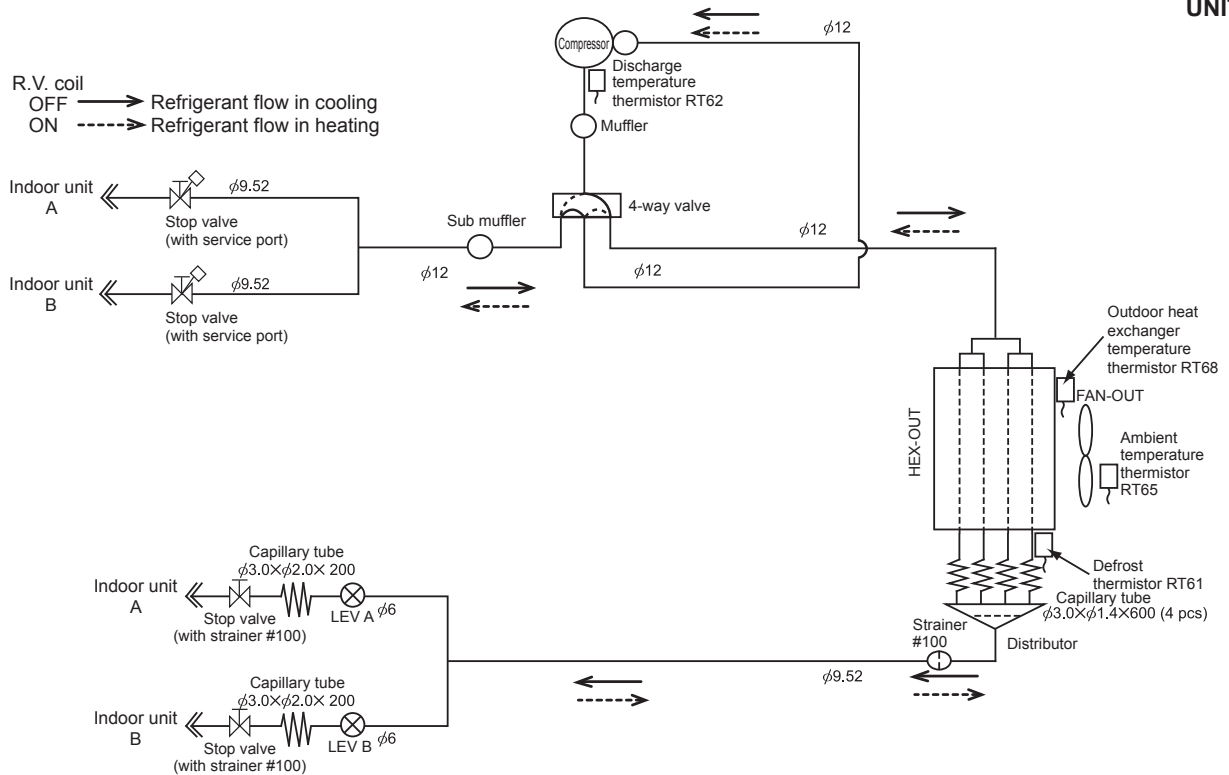 UNIT
φ12
Compressor
Discharge
temperature
thermistor RT62
Muffler
R.V. coil
OFF Refrigerant flow in cooling
ON Refrigerant flow in heating
Indoor unit
A
φ9.52
Stop valve
(with service port)
Sub muffler
4-way valve
φ12
φ12
φ12
Indoor unit
B
φ9.52
Stop valve
(with service port)
Outdoor heat
exchanger
temperature
thermistor RT68
FAN-OUT
HEX-OUT
Ambient
temperature
thermistor
RT65
Defrost
thermistor RT61
Capillary tube
φ3.0×φ1.4×600 (4 pcs)
Distributor
Strainer
#100
φ9.52
Capillary tube
φ3.0×φ2.0× 200
Indoor unit
A
LEV A
φ6
Stop valve
(with strainer #100)
Capillary tube
φ3.0×φ2.0× 200
Indoor unit
B
LEV B
φ6
Stop valve
(with strainer #100)